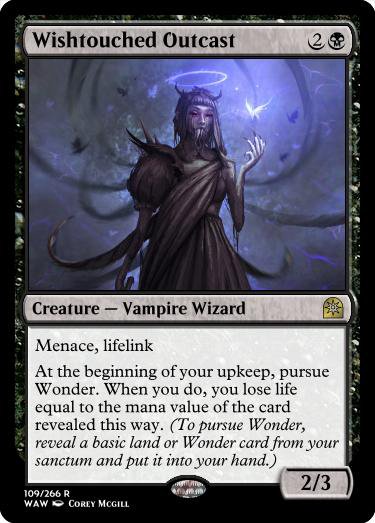 Wishtouched Outcast 2
Creature — Vampire Wizard
Menace, lifelink
At the beginning of your upkeep, pursue
Wonder. When you do, you lose life
equal to the mana value of the card
revealed this way. (To pursue Wonder,
reveal a basic land or Wonder card from your
sanctum and put it into your hand.)
2/3
109/266 R
WAW Corey Mcgill